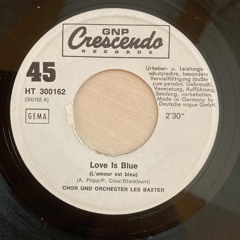 GNP
Crescendo
RECORDS
45
HT 300162
(300162 A)
GEMA
Urheber- u. Leistungs-
schutzrechte, besonders
Vervielfältigung außer
zum pers. Gebrauch,
Vermietung, Aufführung,
Sendung vorbehalten!
Made in Germany by
Deutsche vogue GmbH
2'30"
Love Is Blue
(L'amour est bleu)
(A. Popp/P. Cour/Blackburn)
CHOR UND ORCHESTER LES BAXTER